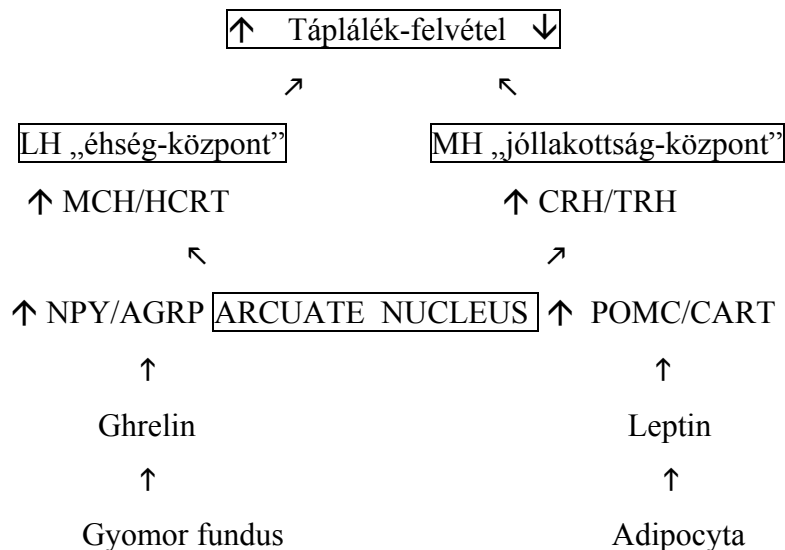 ↑ Táplálék-felvétel ↓
↗ ↖
LH „éhség-központ” MH „jóllakottság-központ”
↑ MCH/HCRT ↑ CRH/TRH
↖ ↗
↑ NPY/AGRP ARCUATE NUCLEUS ↑ POMC/CART
↑ ↑
Ghrelin Leptin
↑ ↑
Gyomor fundus Adipocyta